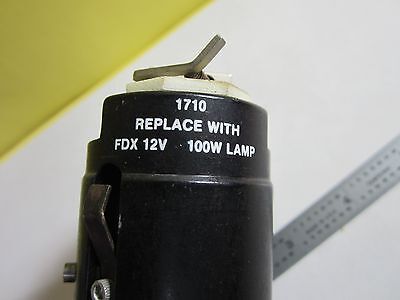 1710
REPLACE WITH
FDX 12V 100W LAMP